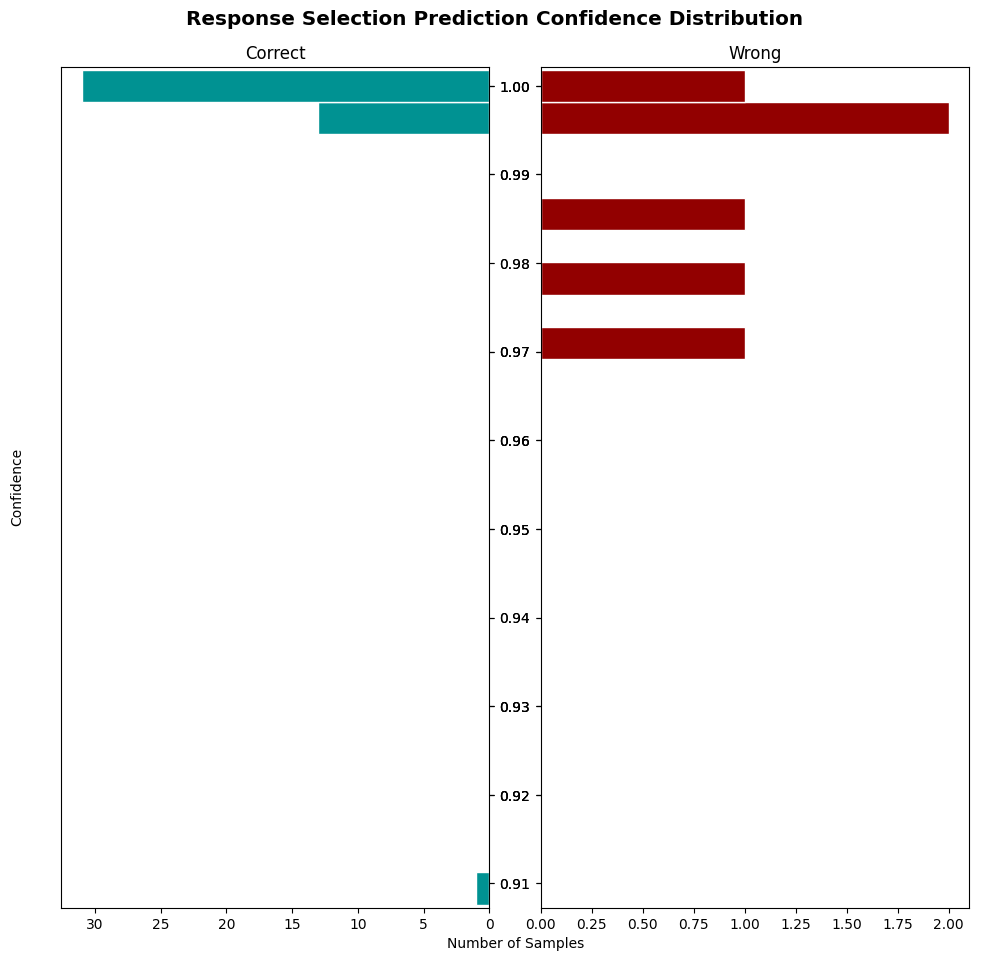 Response Selection Prediction Confidence Distribution
Correct
Wrong
Confidence
1.00
0.99
0.98
0.97
0.96
0.95
0.94
0.93
0.92
0.91
30 25 20 15 10 5 0
0.00 0.25 0.50 0.75 1.00 1.25 1.50 1.75 2.00
Number of Samples